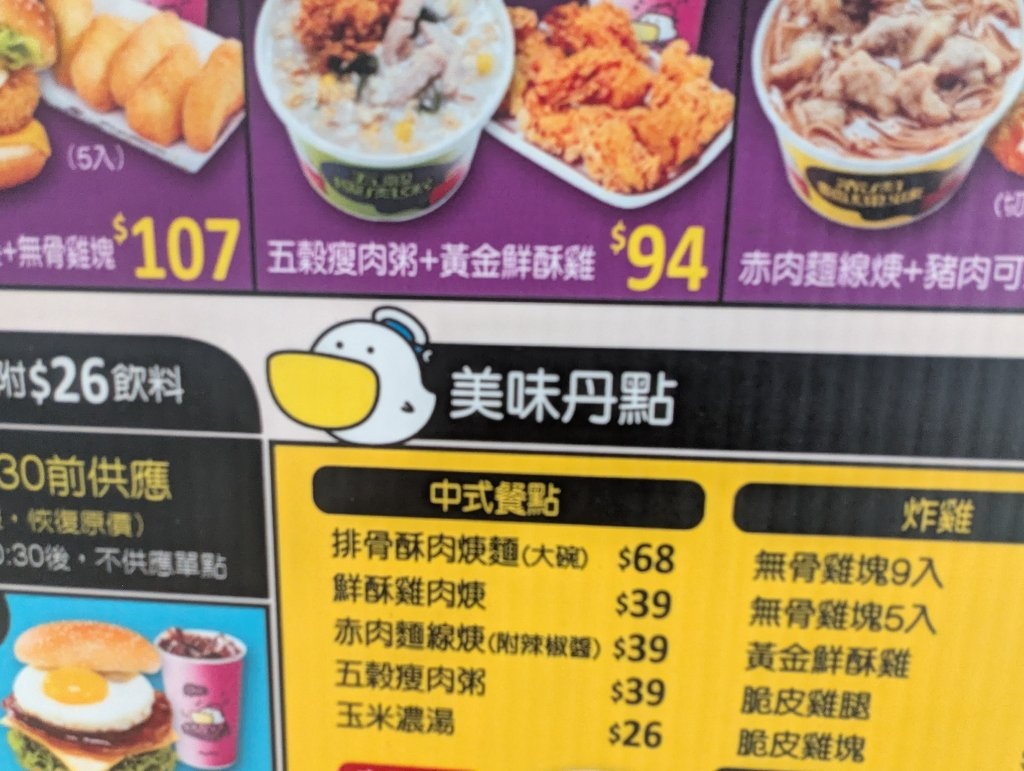 (5入)
+無骨雞塊 $107
五穀瘦肉粥+黃金鮮酥雞 $94
赤肉麵線焿+豬肉可
附$26飲料
美味丹點
30前供應
恢復原價)
:30後,不供應單點
中式餐點
排骨酥肉焿麵(大碗) $68
鮮酥雞肉焿 $39
赤肉麵線焿(附辣椒醬) $39
五穀瘦肉粥 $39
玉米濃湯 $26
炸雞
無骨雞塊9入
無骨雞塊5入
黃金鮮酥雞
脆皮雞腿
脆皮雞塊